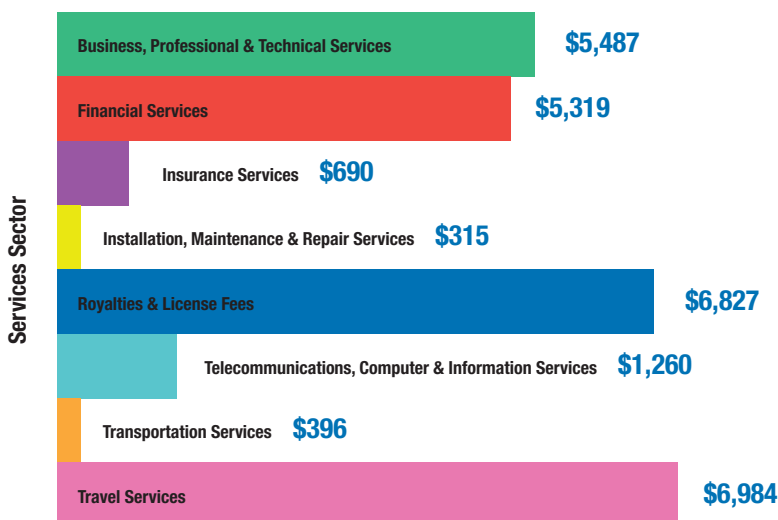 Services Sector
Business, Professional & Technical Services $5,487
Financial Services $5,319
Insurance Services $690
Installation, Maintenance & Repair Services $315
Royalties & License Fees $6,827
Telecommunications, Computer & Information Services $1,260
Transportation Services $396
Travel Services $6,984